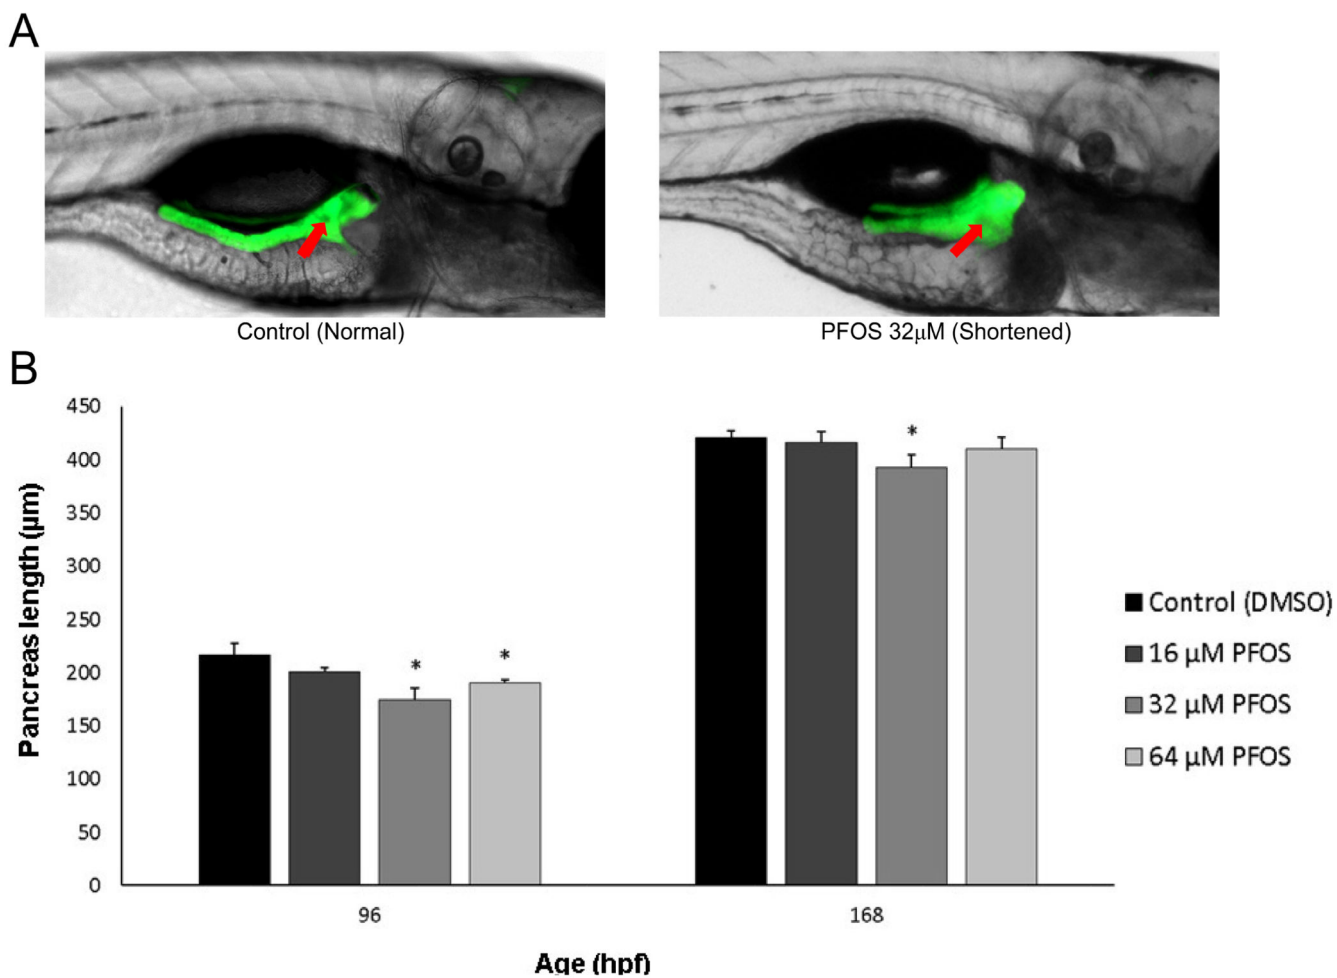 A
Control (Normal)
PFOS 32µM (Shortened)
B
450
400
350
300
250
200
150
100
50
0
Pancreas length (µm)
*
*
*
96
168
Age (hpf)
Control (DMSO)
16 µM PFOS
32 µM PFOS
64 µM PFOS